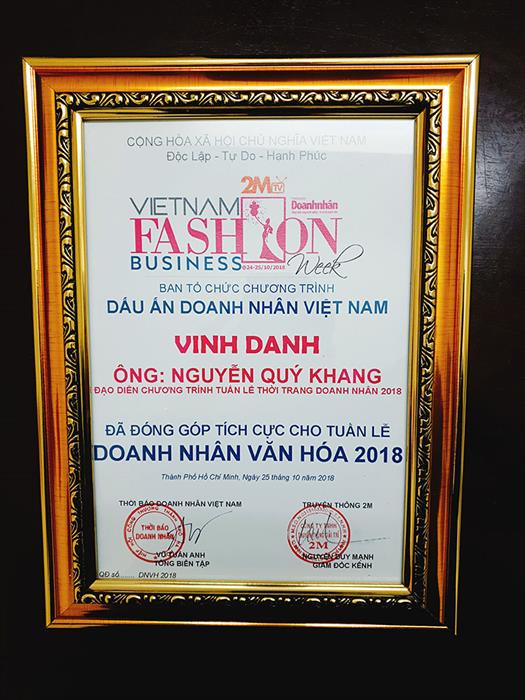 CỘNG HÒA XÃ HỘI CHỦ NGHĨA VIỆT NAM
Độc Lập - Tự Do - Hạnh Phúc
2M TV
VIETNAM
Doanhnhân
FASHION
BUSINESS
24-25/10/2018
Week
BAN TỔ CHỨC CHƯƠNG TRÌNH
DẤU ẤN DOANH NHÂN VIỆT NAM
VINH DANH
ÔNG: NGUYỄN QUÝ KHANG
ĐẠO DIỄN CHƯƠNG TRÌNH TUẦN LỄ THỜI TRANG DOANH NHÂN 2018
ĐÃ ĐÓNG GÓP TÍCH CỰC CHO TUẦN LỄ
DOANH NHÂN VĂN HÓA 2018
Thành Phố Hồ Chí Minh, Ngày 25 tháng 10 năm 2018
THỜI BÁO DOANH NHÂN VIỆT NAM
TRUYỀN THÔNG 2M
THỜI BÁO
DOANH NHÂN
CÔNG TY TNHH
2M
VŨ TUẤN ANH
NGUYỄN DUY MẠNH
TỔNG BIÊN TẬP
GIÁM ĐỐC KÊNH
QĐ số....... DNVH 2018